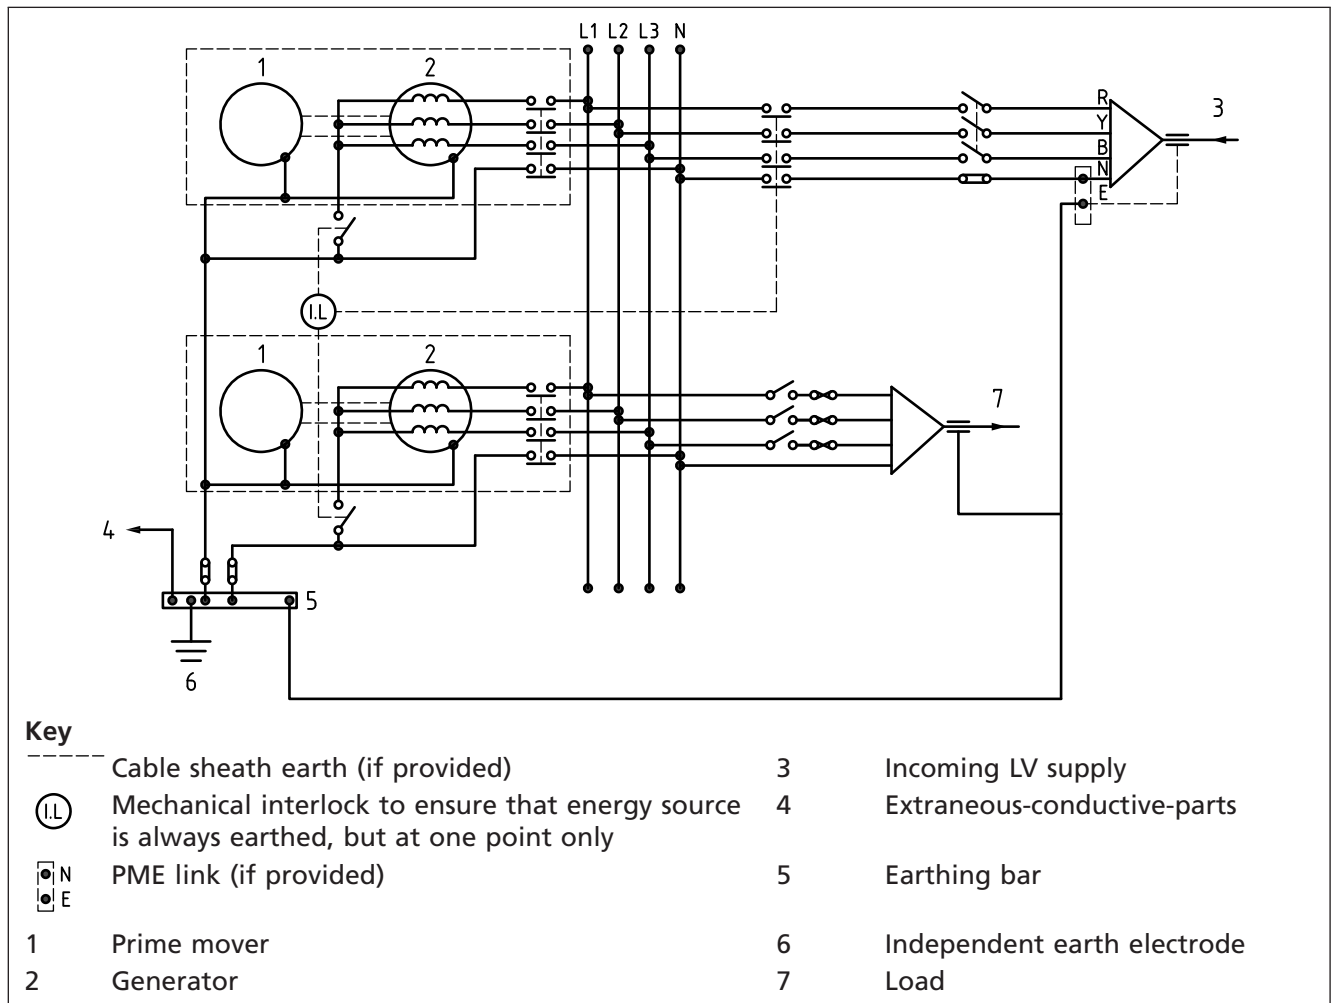 L1 L2 L3 N
1 2
R
3
Y
B
N
E
I.L
1 2
7
4
5
6
Key
Cable sheath earth (if provided) 3 Incoming LV supply
I.L Mechanical interlock to ensure that energy source 4 Extraneous-conductive-parts
is always earthed, but at one point only
N PME link (if provided) 5 Earthing bar
E
1 Prime mover 6 Independent earth electrode
2 Generator 7 Load